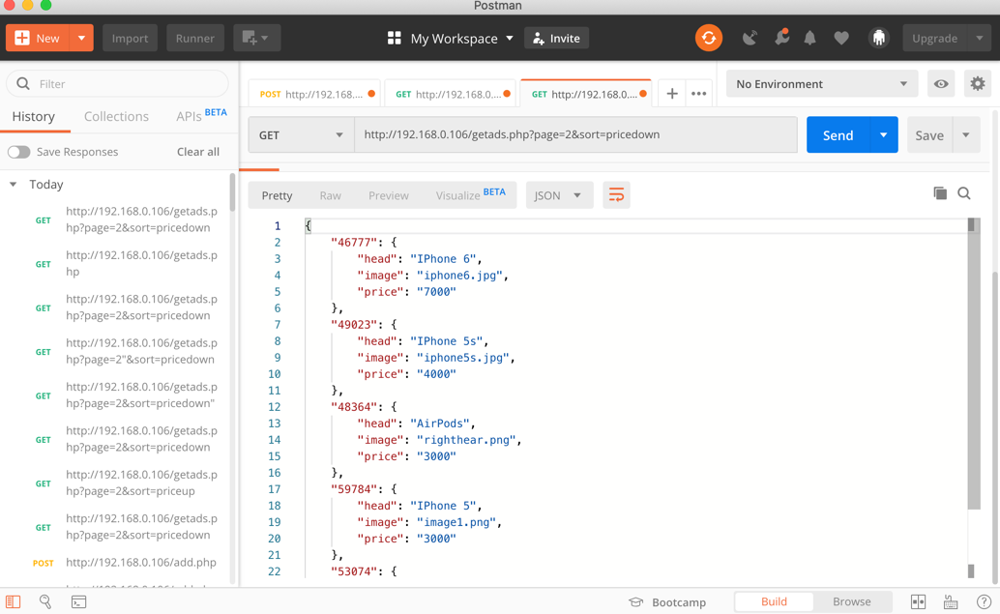 Postman
New
Import
Runner
My Workspace
Invite
Upgrade
Filter
History
Collections
APIs BETA
Save Responses
Clear all
Today
GET http://192.168.0.106/getads.p
hp?page=2&sort=pricedown
GET http://192.168.0.106/getads.p
hp
GET http://192.168.0.106/getads.p
hp?page=2&sort=pricedown
GET http://192.168.0.106/getads.p
hp?page=2"&sort=pricedown
GET http://192.168.0.106/getads.p
hp?page=2&sort=pricedown"
GET http://192.168.0.106/getads.p
hp?page=2&sort=pricedown
GET http://192.168.0.106/getads.p
hp?page=2&sort=priceup
GET http://192.168.0.106/getads.p
hp?page=2&sort=pricedown
POST http://192.168.0.106/add.php
POST http://192.168....
GET http://192.168.0....
GET http://192.168.0....
No Environment
GET
http://192.168.0.106/getads.php?page=2&sort=pricedown
Send
Save
Pretty
Raw
Preview
Visualize BETA
JSON
1 {
2 "46777": {
3 "head": "IPhone 6",
4 "image": "iphone6.jpg",
5 "price": "7000"
6 },
7 "49023": {
8 "head": "IPhone 5s",
9 "image": "iphone5s.jpg",
10 "price": "4000"
11 },
12 "48364": {
13 "head": "AirPods",
14 "image": "righthear.png",
15 "price": "3000"
16 },
17 "59784": {
18 "head": "IPhone 5",
19 "image": "image1.png",
20 "price": "3000"
21 },
22 "53074": {
Bootcamp
Build
Browse